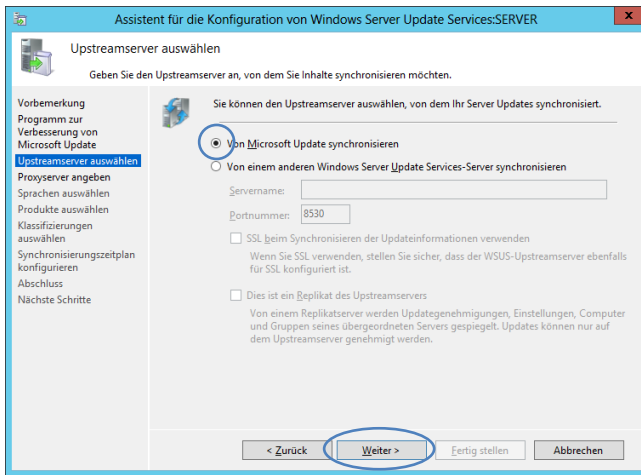 Assistent für die Konfiguration von Windows Server Update Services:SERVER
x
Upstreamserver auswählen
Geben Sie den Upstreamserver an, von dem Sie Inhalte synchronisieren möchten.
Vorbemerkung
Programm zur
Verbesserung von
Microsoft Update
Upstreamserver auswählen
Proxyserver angeben
Sprachen auswählen
Produkte auswählen
Klassifizierungen
auswählen
Synchronisierungszeitplan
konfigurieren
Abschluss
Nächste Schritte
Sie können den Upstreamserver auswählen, von dem Ihr Server Updates synchronisiert.
Von Microsoft Update synchronisieren
Von einem anderen Windows Server Update Services-Server synchronisieren
Servername:
Portnummer: 8530
SSL beim Synchronisieren der Updateinformationen verwenden
Wenn Sie SSL verwenden, stellen Sie sicher, dass der WSUS-Upstreamserver ebenfalls
für SSL konfiguriert ist.
Dies ist ein Replikat des Upstreamservers
Von einem Replikatserver werden Updategenehmigungen, Einstellungen, Computer
und Gruppen seines übergeordneten Servers gespiegelt. Updates können nur auf
dem Upstreamserver genehmigt werden.
< Zurück Weiter > Fertig stellen Abbrechen